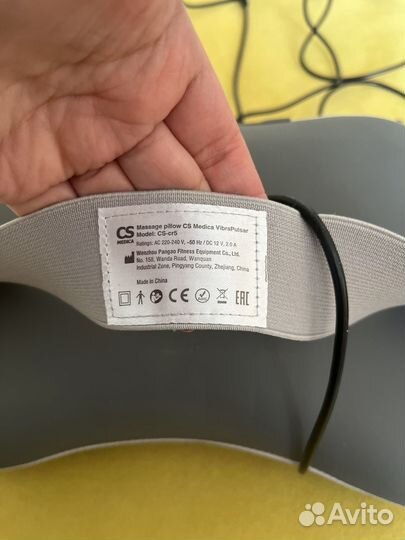 CS
MEDICA
Massage pillow CS Medica VibraPulsar
Model: CS-cr5
Ratings: AC 220-240 V, ~50 Hz / DC 12 V, 2.0 A
Wenzhou Pangao Fitness Equipment Co., Ltd.
No. 158, Wanda Road, Wanquan
Industrial Zone, Pingyang County, Zhejiang, China
Made in China
CE
EAC
Avito